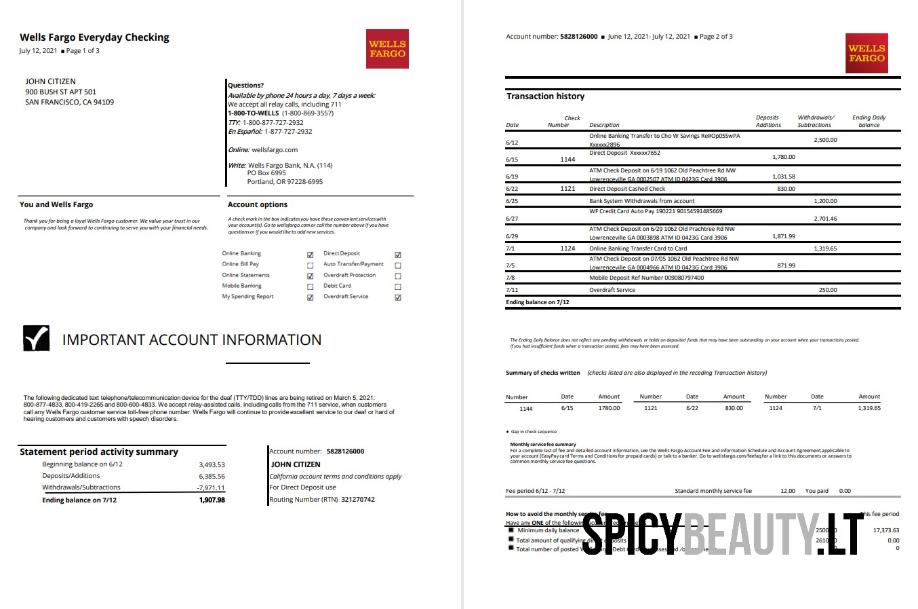 Wells Fargo Everyday Checking
July 12, 2021 ■ Page 1 of 3
WELLS
FARGO
JOHN CITIZEN
900 BUSH ST APT 501
SAN FRANCISCO, CA 94109
Questions?
Available by phone 24 hours a day, 7 days a week:
We accept all relay calls, including 711
1-800-TO-WELLS (1-800-869-3557)
TTY: 1-800-877-727-2932
En Español: 1-877-727-2932
Online: wellsfargo.com
Write: Wells Fargo Bank, N.A. (114)
PO Box 6995
Portland, OR 97228-6995
You and Wells Fargo
Thank you for being a loyal Wells Fargo customer. We value your trust in our
company and look forward to continuing to serve you with your financial needs.
Account options
A check mark in the box indicates you have these convenient services with
your account(s). Go to wellsfargo.com or call the number above if you have
questions or if you would like to add new services.
Online Banking ☑ Direct Deposit ☑
Online Bill Pay ☐ Auto Transfer/Payment ☐
Online Statements ☑ Overdraft Protection ☐
Mobile Banking ☐ Debit Card ☐
My Spending Report ☑ Overdraft Service ☑
IMPORTANT ACCOUNT INFORMATION
The following dedicated text telephone/telecommunication device for the deaf (TTY/TDD) lines are being retired on March 5, 2021:
800-877-4833, 800-419-2265 and 800-600-4833. We accept relay-assisted calls, including calls from the 711 service, when customers
call any Wells Fargo customer service toll-free phone number. Wells Fargo will continue to provide excellent service to our deaf or hard of
hearing customers and customers with speech disorders.
Statement period activity summary
Beginning balance on 6/12 3,493.53
Deposits/Additions 6,385.56
Withdrawals/Subtractions -7,971.11
Ending balance on 7/12 1,907.98
Account number: 5828126000
JOHN CITIZEN
California account terms and conditions apply
For Direct Deposit use
Routing Number (RTN) 321270742
Account number: 5828126000 ■ June 12, 2021- July 12, 2021 ■ Page 2 of 3
WELLS
FARGO
Transaction history
Date Check Number Description Deposits Additions Withdrawals/ Subtractions Ending Daily balance
6/12 Online Banking Transfer to Cho W Savings
Xxxxxx2896 2,500.00
6/15 1144 Direct Deposit Xxxxxx7652 1,780.00
6/19 ATM Check Deposit on 6/19 1062 Old Peachtree Rd NW
Lawrenceville GA 0002507 ATM ID 0423G Card 3906 1,031.58
6/22 1121 Direct Deposit Cashed Check 830.00
6/25 Bank System Withdrawals from account 1,200.00
6/27 WF Credit Card Auto Pay 190221 90154591485669 2,701.46
6/29 ATM Check Deposit on 6/29 1062 Old Peachtree Rd NW
Lowrenceville GA 0003898 ATM ID 0423G Card 3906 1,871.99
7/1 1124 Online Banking Transfer Card to Card 1,319.65
7/5 ATM Check Deposit on 07/05 1062 Old Peachtree Rd NW
Lowrenceville GA 0004966 ATM ID 0423G Card 3906 871.99
7/8 Mobile Deposit Ref Number 009080797400
7/11 Overdraft Service 250.00
Ending balance on 7/12
The Ending Daily Balance does not reflect any pending withdrawals or holds on deposited funds that may have been outstanding on your account when your transactions posted.
If you had insufficient funds when a transaction posted, fees may have been assessed.
Summary of checks written (checks listed are also displayed in the receding Transaction history)
Number Date Amount Number Date Amount Number Date Amount
1144 6/15 1780.00 1121 6/22 830.00 1124 7/1 1,319.65
Gap in check sequence
Monthly service fee summary
For a complete list of fee and detailed account information, use the Wells Fargo Account Fee and Information Schedule and Account Agreement applicable to
your account (EasyPay card Terms and Conditions for prepaid cards) or talk to a banker. Go to wellsfargo.com/feefaq for a link to this documents or answers to
common monthly service fee questions.
Fee period 6/12 - 7/12 Standard monthly service fee 12.00 You paid 0.00
How to avoid the monthly service fee This fee period
Have any ONE of the following
■ Minimum daily balance 17,373.63
■ Total amount of qualifying direct deposits 0.00
■ Total number of posted 0
SPICYBEAUTY.LT